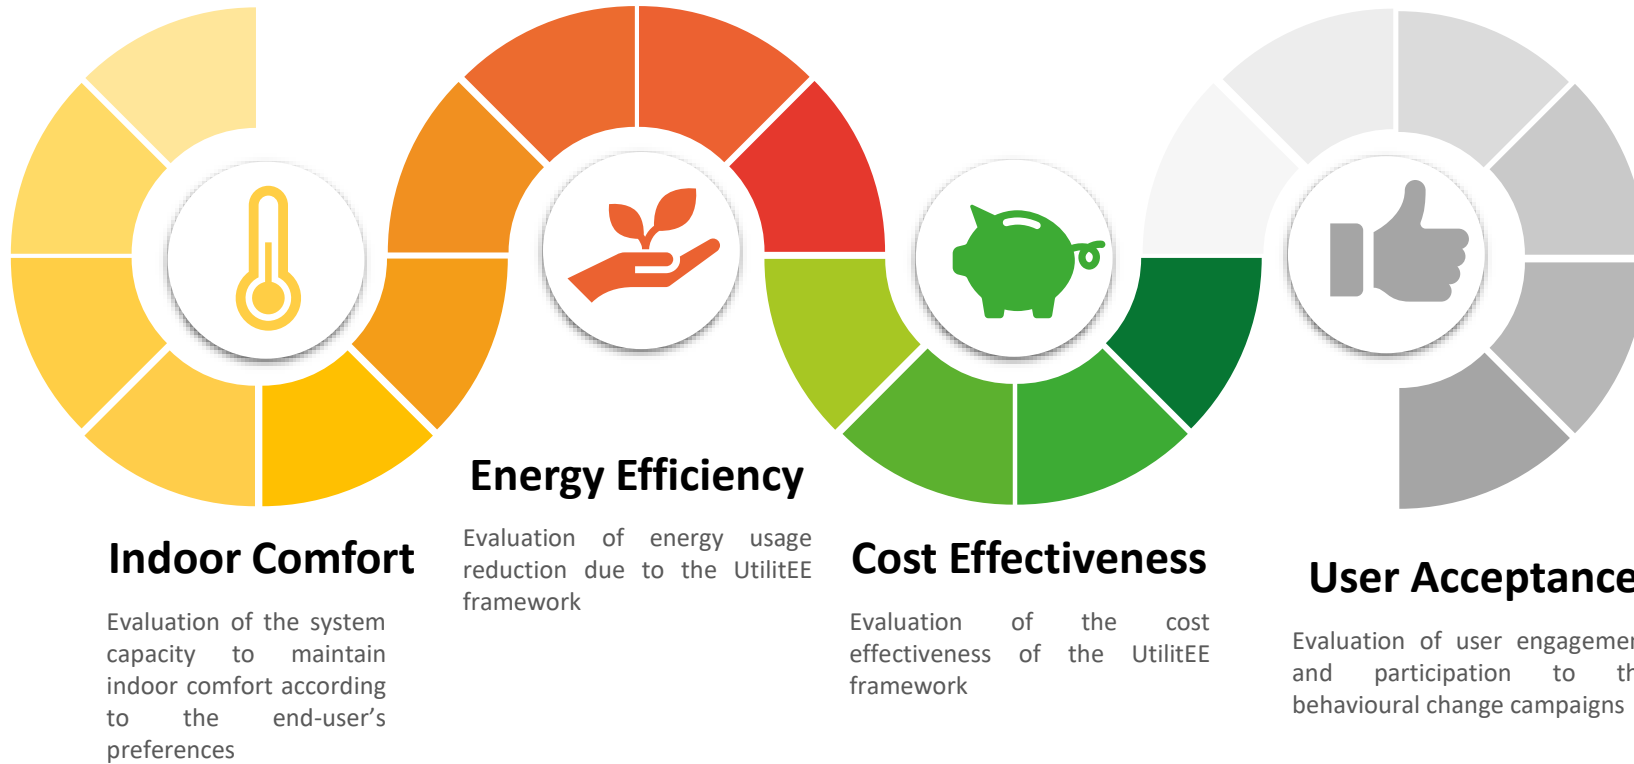 Indoor Comfort
Evaluation of the system
capacity to maintain
indoor comfort according
to the end-user's
preferences
Energy Efficiency
Evaluation of energy usage
reduction due to the UtilitEE
framework
Cost Effectiveness
Evaluation of the cost
effectiveness of the UtilitEE
framework
User Acceptance
Evaluation of user engagemen
and participation to th
behavioural change campaigns